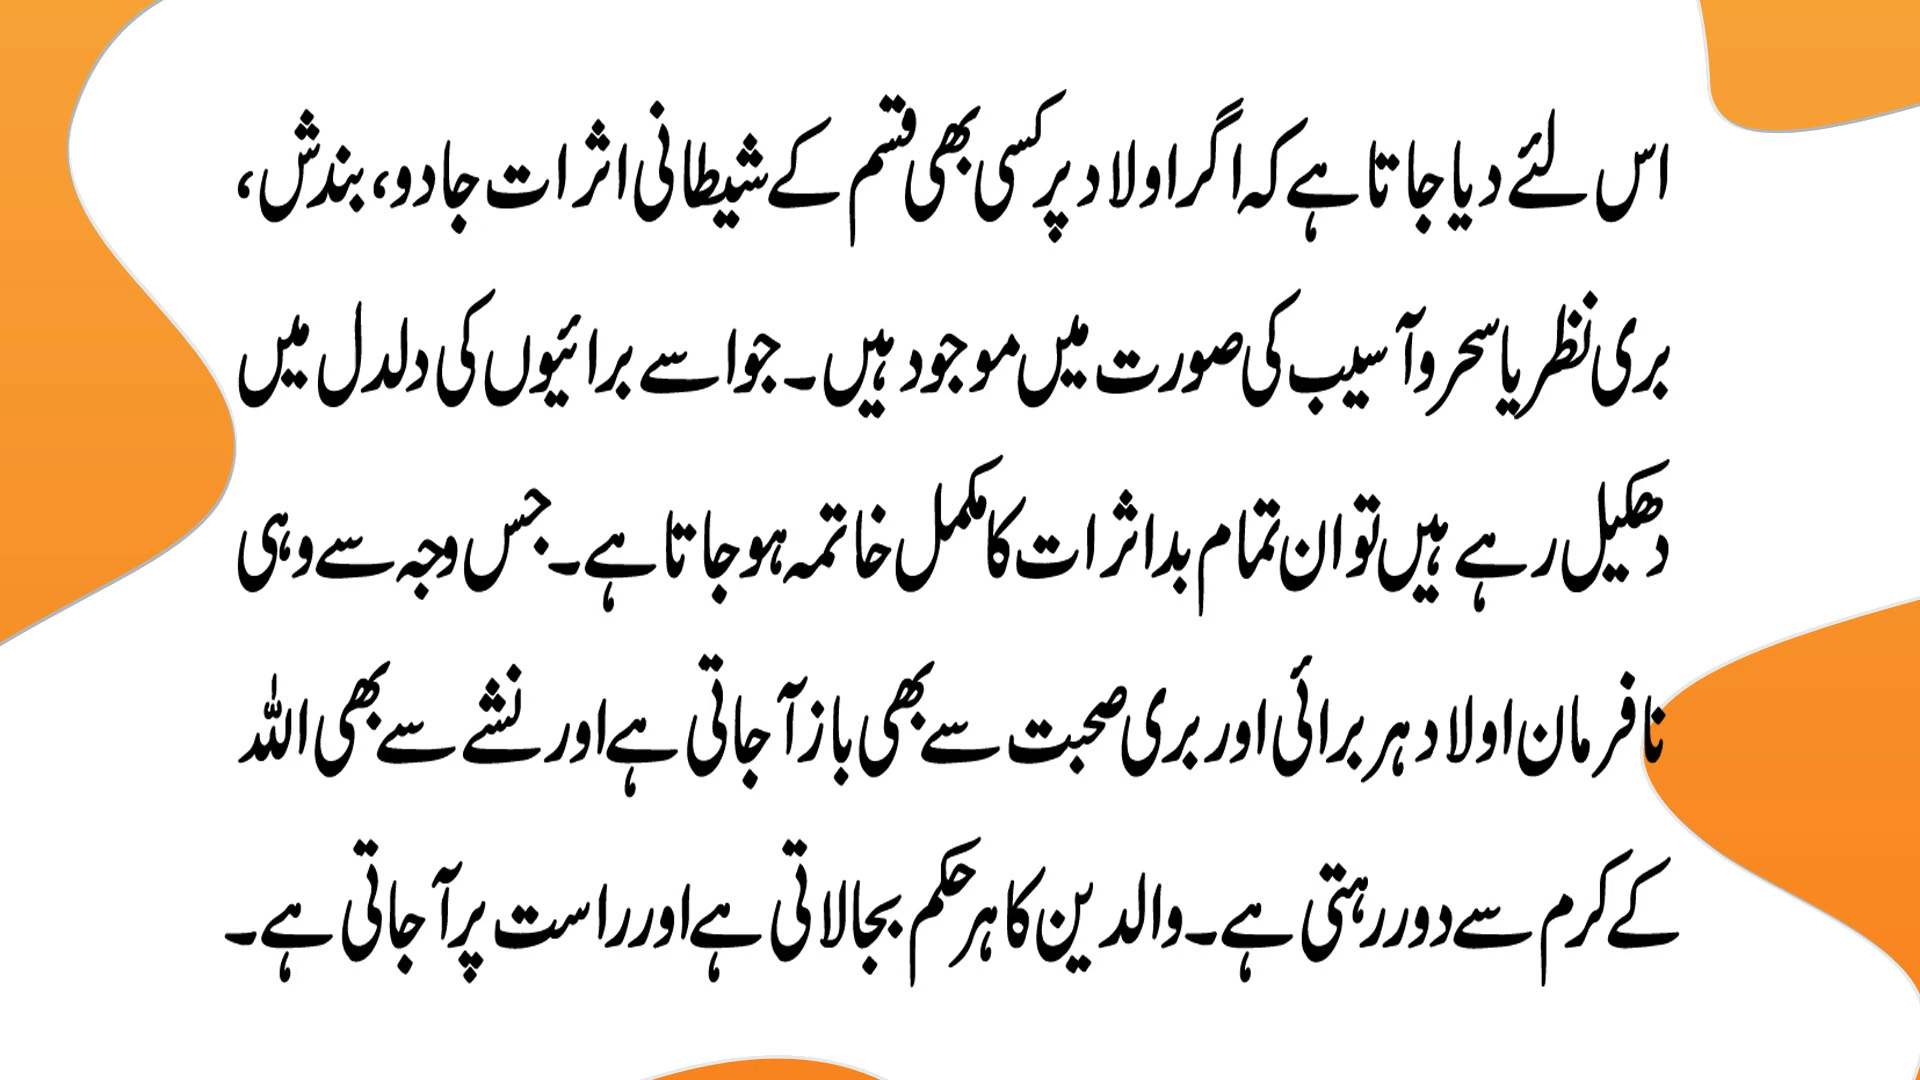 اس لئے دیا جاتا ہے کہ اگر اولاد پر کسی بھی قسم کے شیطانی اثرات جادو، بندش،
بری نظر یا سحر و آسیب کی صورت میں موجود ہیں۔ جو اسے برائیوں کی دلدل میں
دھکیل رہے ہیں تو ان تمام بد اثرات کا مکمل خاتمہ ہو جاتا ہے۔ جس وجہ سے وہی
نافرمان اولاد ہر برائی اور بری صحبت سے بھی باز آ جاتی ہے اور نشے سے بھی اللہ
کے کرم سے دور رہتی ہے۔ والدین کا ہر حکم بجا لاتی ہے اور راست پر آ جاتی ہے۔